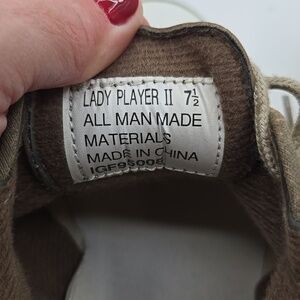 LADY PLAYER II 7½
ALL MAN MADE
MATERIALS
MADE IN CHINA
IGF95008